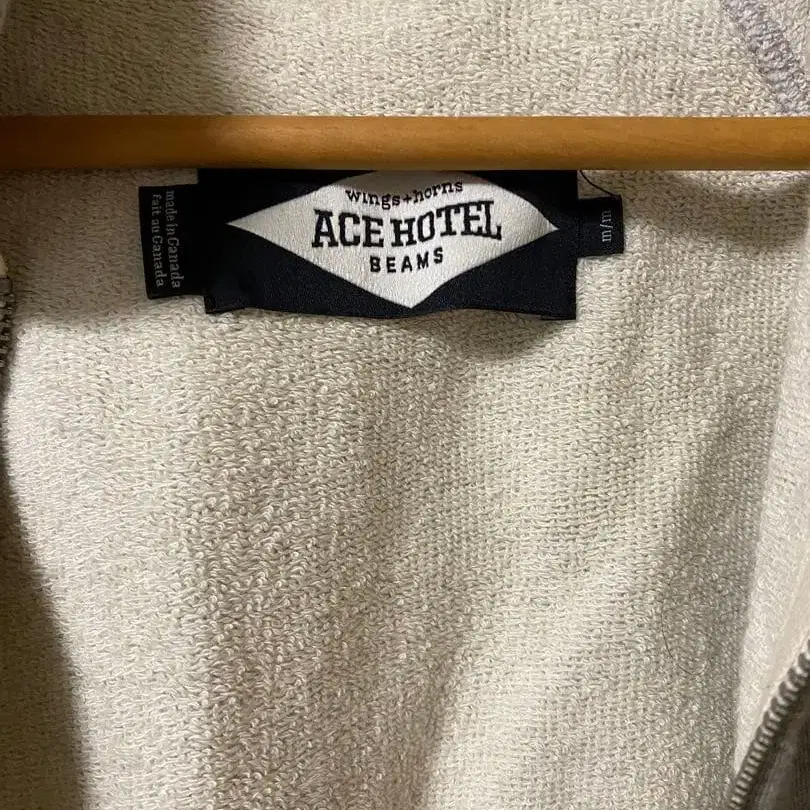 made in Canada
fait au Canada
wings+horns
ACE HOTEL
BEAMS
m/m